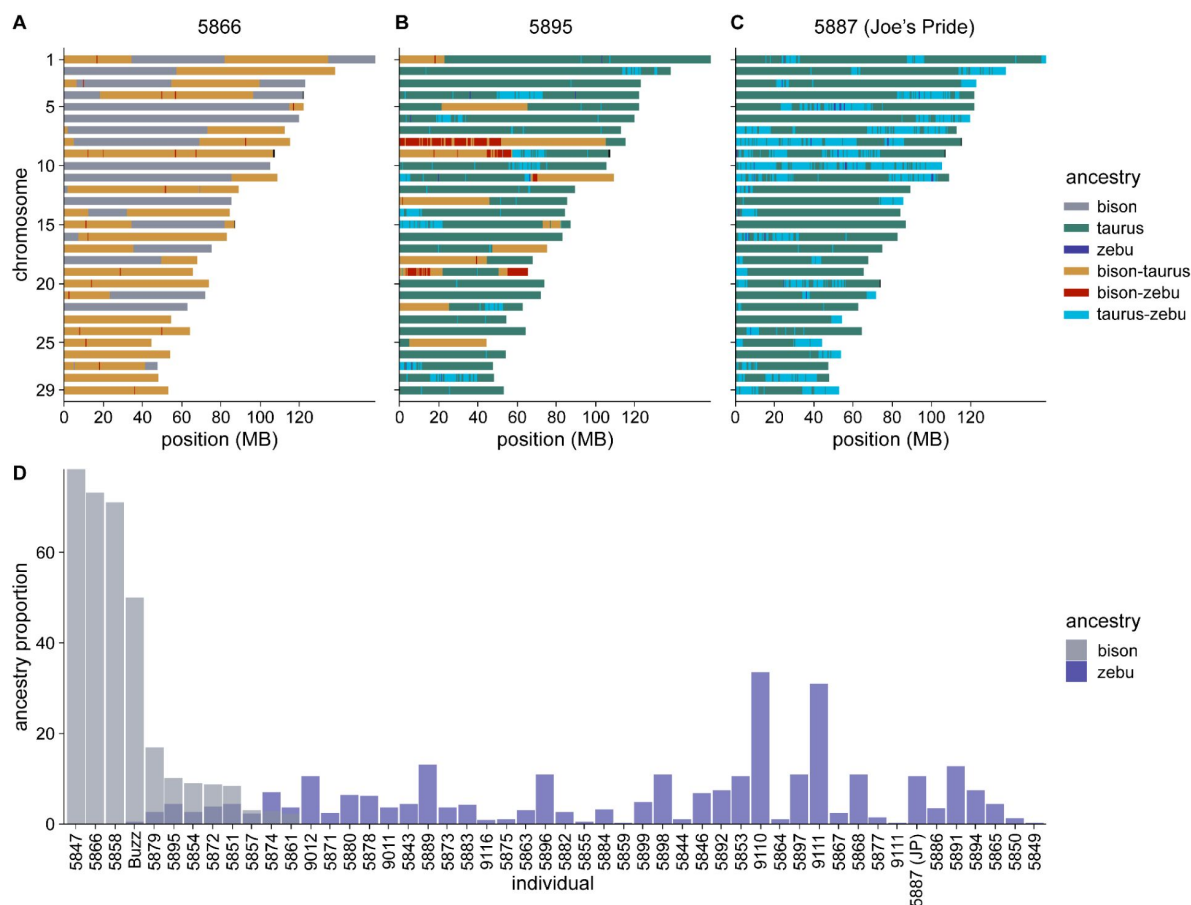 A 5866
B 5895
C 5887 (Joe's Pride)
chromosome
1
5
10
15
20
25
29
0 20 40 60 80 100 120
position (MB)
0 20 40 60 80 100 120
position (MB)
0 20 40 60 80 100 120
position (MB)
ancestry
bison
taurus
zebu
bison-taurus
bison-zebu
taurus-zebu
D
ancestry proportion
60
40
20
0
5847
5866
5858
Buzz
5879
5895
5854
5872
5851
5857
5874
5861
9012
5871
5880
5878
9011
5843
5889
5873
5883
9116
5875
5863
5896
5882
5855
5884
5859
5899
5898
5844
5846
5892
5853
9110
5864
5897
9111
5867
5868
5877
9111
5887 (JP)
5886
5891
5894
5865
5850
5849
individual
ancestry
bison
zebu